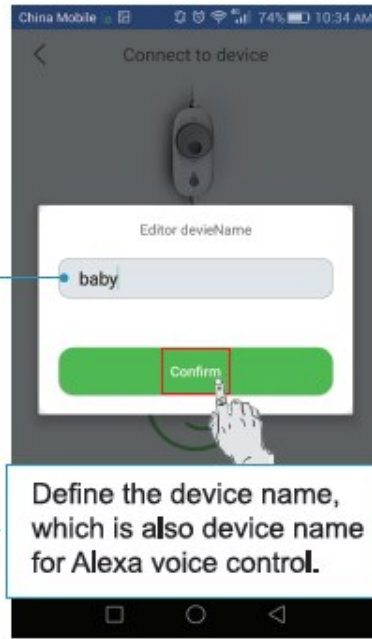 China Mobile 74% 10:34 AM
Connect to device
Editor devieName
baby
Confirm
Define the device name,
which is also device name
for Alexa voice control.